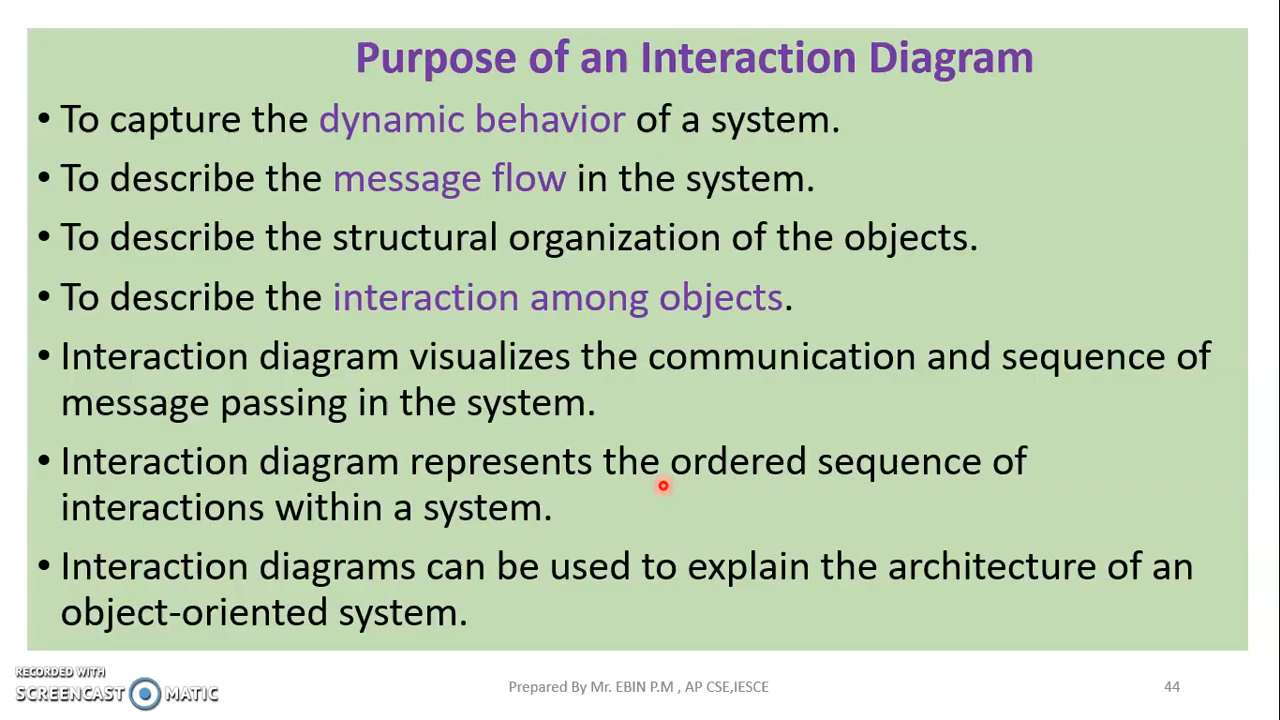 Purpose of an Interaction Diagram
• To capture the dynamic behavior of a system.
• To describe the message flow in the system.
• To describe the structural organization of the objects.
• To describe the interaction among objects.
• Interaction diagram visualizes the communication and sequence of
message passing in the system.
• Interaction diagram represents the ordered sequence of
interactions within a system.
• Interaction diagrams can be used to explain the architecture of an
object-oriented system.
RECORDED WITH
SCREENCAST MATIC
Prepared By Mr. EBIN P.M , AP CSE,IESCE
44